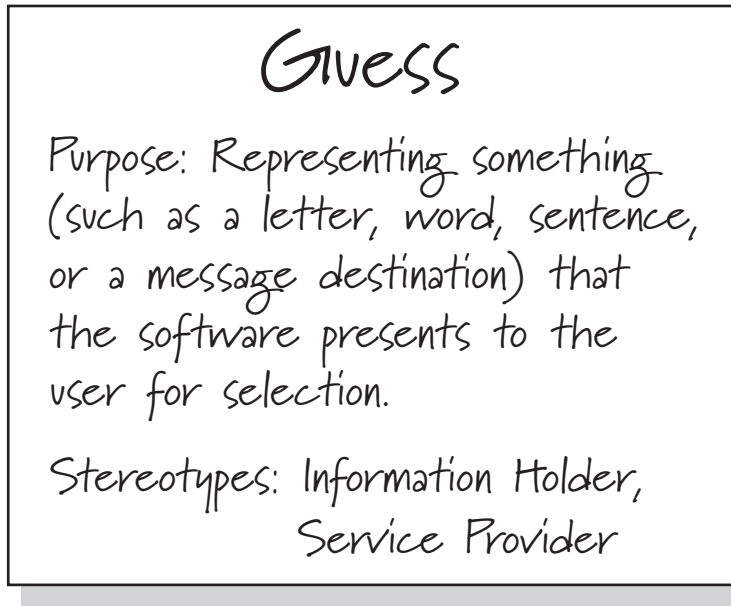 Guess
Purpose: Representing something
(such as a letter, word, sentence,
or a message destination) that
the software presents to the
user for selection.
Stereotypes: Information Holder,
Service Provider